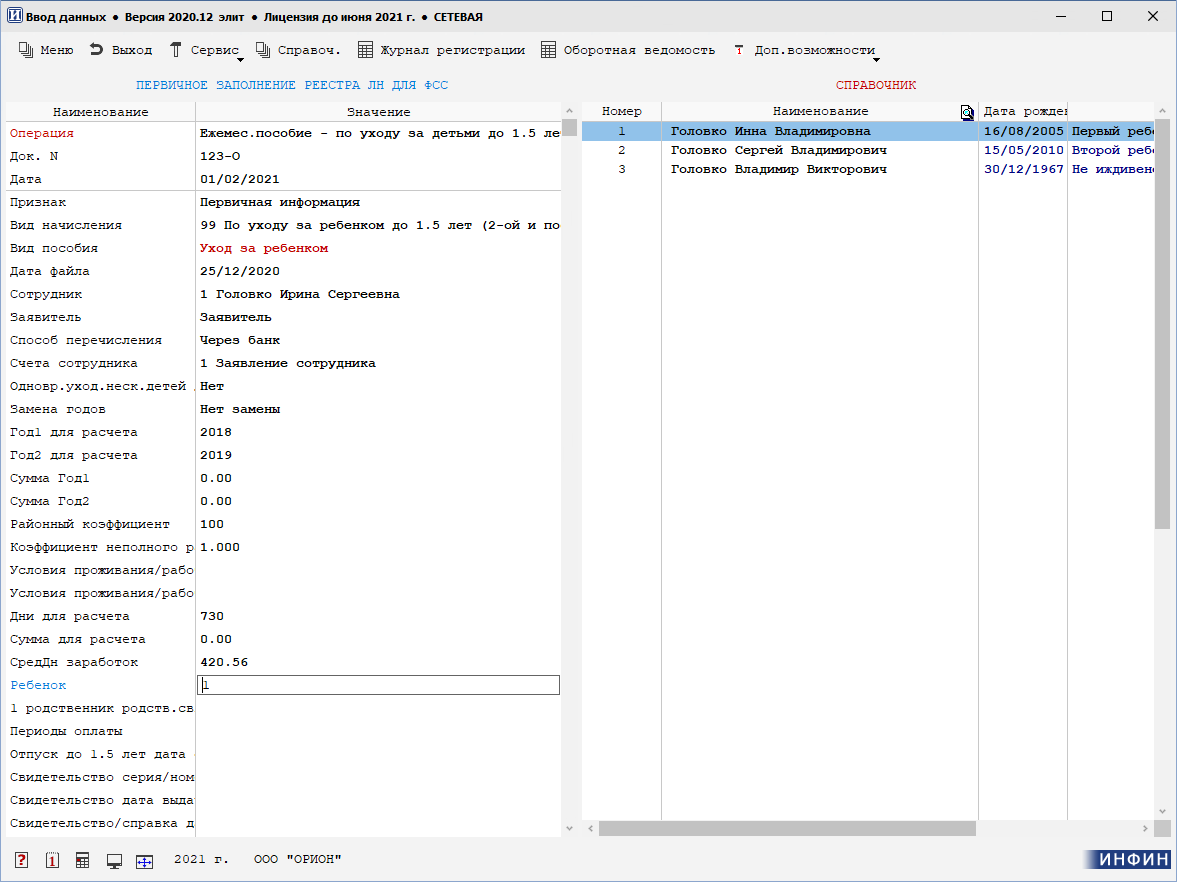 Ввод данных • Версия 2020.12 элит • Лицензия до июня 2021 г. • СЕТЕВАЯ
Меню Выход Сервис Справоч. Журнал регистрации Оборотная ведомость Доп.возможности
ПЕРВИЧНОЕ ЗАПОЛНЕНИЕ РЕЕСТРА ЛН ДЛЯ ФСС
СПРАВОЧНИК
Наименование Значение
Операция Ежемес.пособие - по уходу за детьми до 1.5 ле
Док. N 123-О
Дата 01/02/2021
Признак Первичная информация
Вид начисления 99 По уходу за ребенком до 1.5 лет (2-ой и по
Вид пособия Уход за ребенком
Дата файла 25/12/2020
Сотрудник 1 Головко Ирина Сергеевна
Заявитель Заявитель
Способ перечисления Через банк
Счета сотрудника 1 Заявление сотрудника
Одновр.уход.неск.детей Нет
Замена годов Нет замены
Год1 для расчета 2018
Год2 для расчета 2019
Сумма Год1 0.00
Сумма Год2 0.00
Районный коэффициент 100
Коэффициент неполного р 1.000
Условия проживания/рабо
Условия проживания/рабо
Дни для расчета 730
Сумма для расчета 0.00
СредДн заработок 420.56
Ребенок 1
1 родственник родств.св
Периоды оплаты
Отпуск до 1.5 лет дата
Свидетельство серия/ном
Свидетельство дата выда
Свидетельство/справка д
Номер Наименование Дата рожде
1 Головко Инна Владимировна 16/08/2005 Первый реб
2 Головко Сергей Владимирович 15/05/2010 Второй реб
3 Головко Владимир Викторович 30/12/1967 Не иждивен
2021 г. ООО "ОРИОН"
ИНФИН